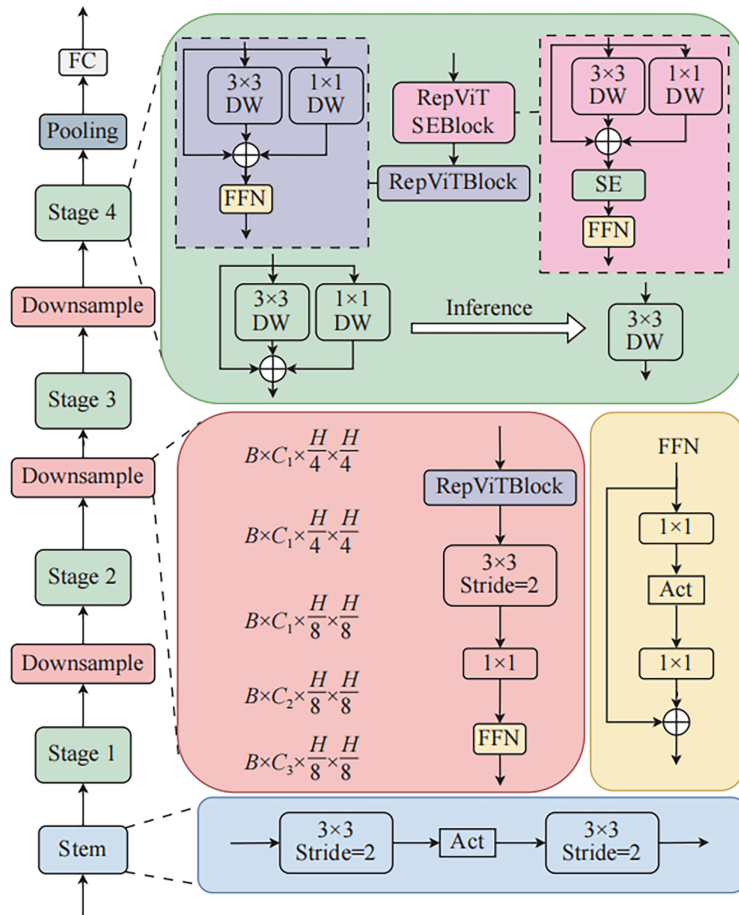 FC
Pooling
Stage 4
Downsample
Stage 3
Downsample
Stage 2
Downsample
Stage 1
Stem
3×3
DW
1×1
DW
FFN
RepViT
SEBlock
RepViTBlock
3×3
DW
1×1
DW
SE
FFN
3×3
DW
1×1
DW
Inference
3×3
DW
B×C₁×H/4×H/4
B×C₁×H/4×H/4
B×C₁×H/8×H/8
B×C₂×H/8×H/8
B×C₃×H/8×H/8
RepViTBlock
3×3
Stride=2
1×1
FFN
FFN
1×1
Act
1×1
3×3
Stride=2
Act
3×3
Stride=2